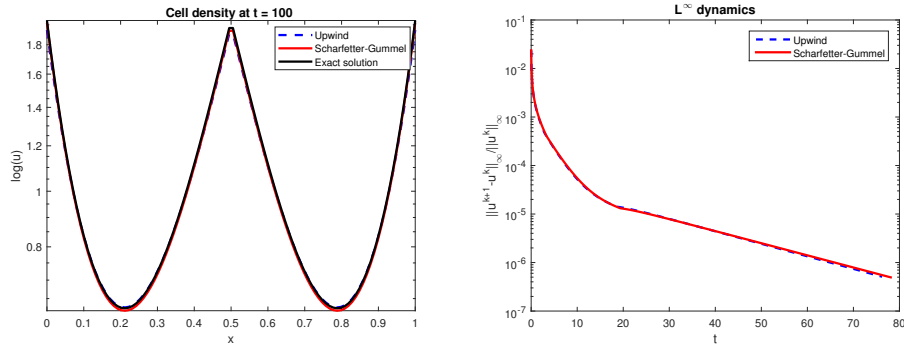 Cell density at t = 100
Upwind
Scharfetter-Gummel
Exact solution
log(u)
1.8
1.6
1.4
1.2
1
0.8
0 0.1 0.2 0.3 0.4 0.5 0.6 0.7 0.8 0.9 1
x
L^∞ dynamics
Upwind
Scharfetter-Gummel
||u^{k+1}-u^k||_∞/||u^k||_∞
10^{-1}
10^{-2}
10^{-3}
10^{-4}
10^{-5}
10^{-6}
10^{-7}
0 10 20 30 40 50 60 70 80
t